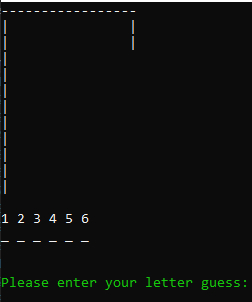 1 2 3 4 5 6
_ _ _ _ _ _
Please enter your letter guess: